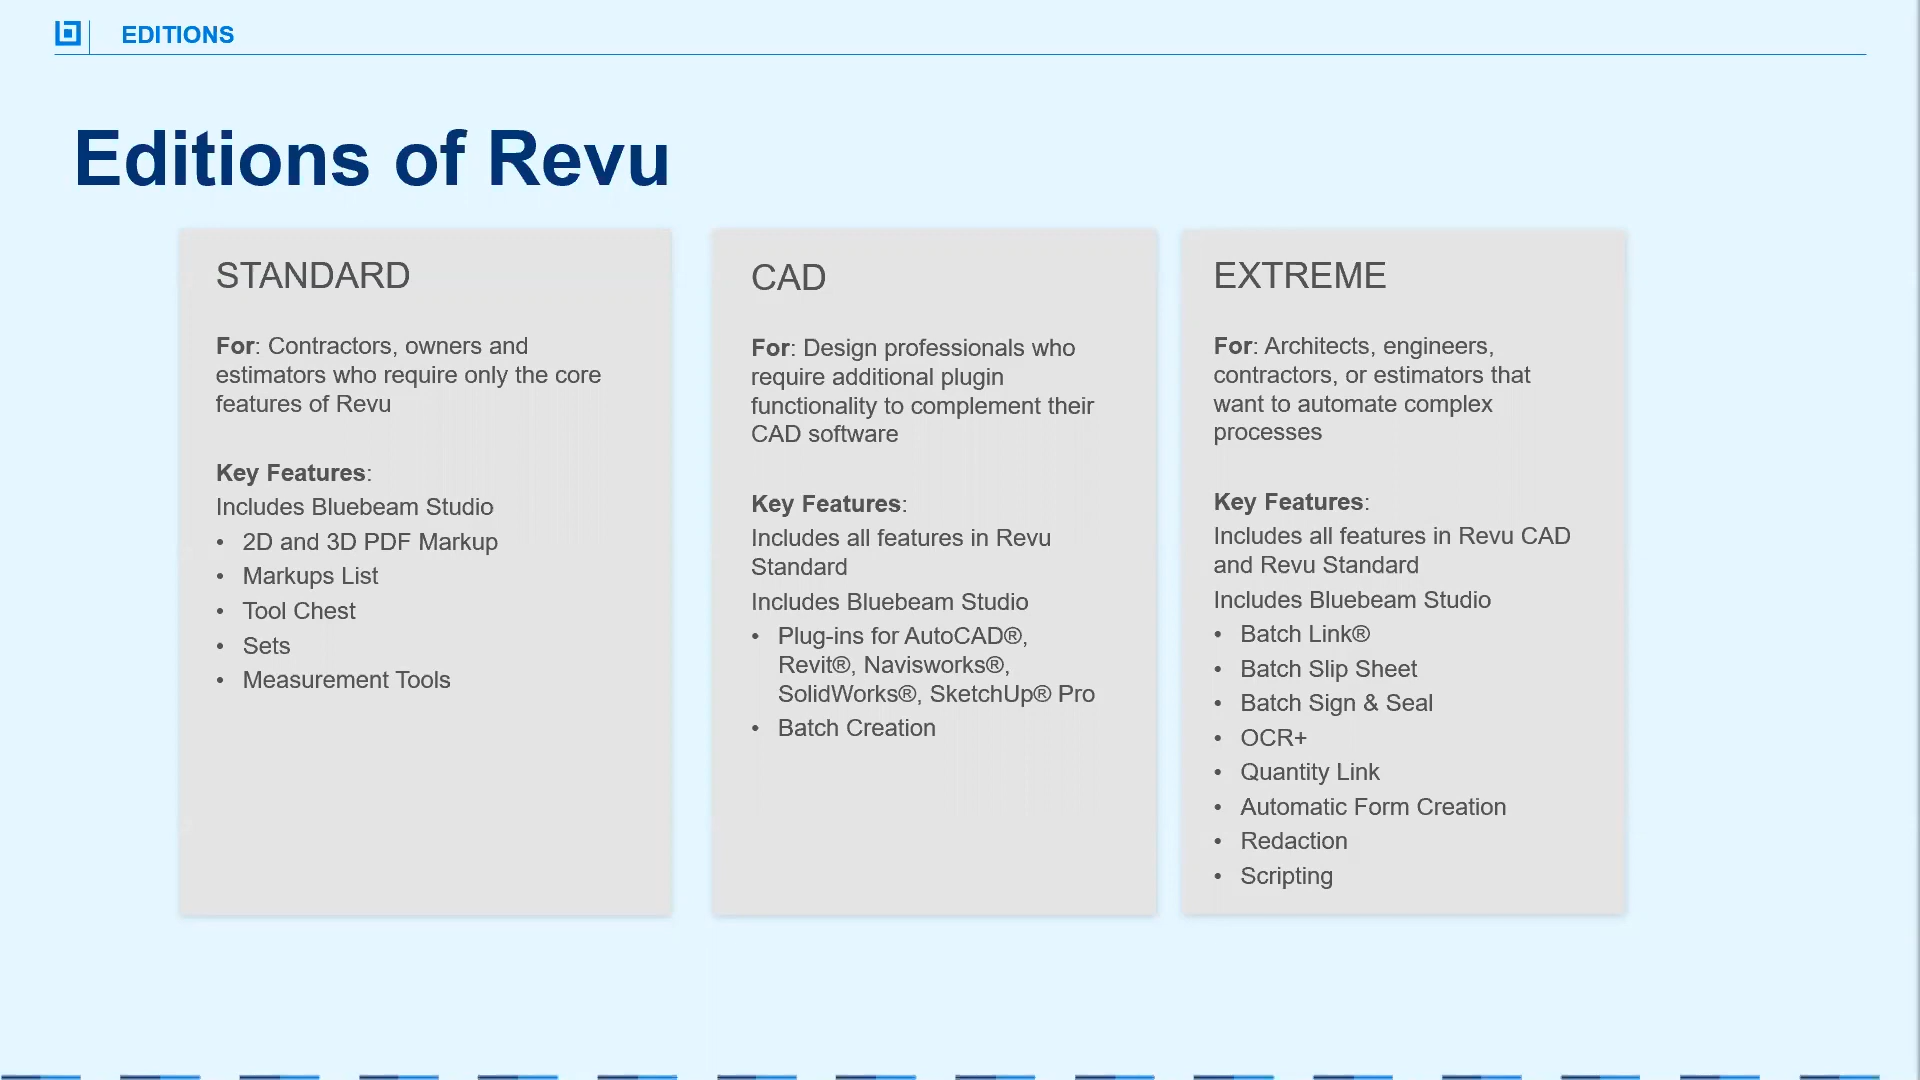 EDITIONS
Editions of Revu
STANDARD
For: Contractors, owners and
estimators who require only the core
features of Revu
Key Features:
Includes Bluebeam Studio
• 2D and 3D PDF Markup
• Markups List
• Tool Chest
• Sets
• Measurement Tools
CAD
For: Design professionals who
require additional plugin
functionality to complement their
CAD software
Key Features:
Includes all features in Revu
Standard
Includes Bluebeam Studio
• Plug-ins for AutoCAD®,
Revit®, Navisworks®,
SolidWorks®, SketchUp® Pro
• Batch Creation
EXTREME
For: Architects, engineers,
contractors, or estimators that
want to automate complex
processes
Key Features:
Includes all features in Revu CAD
and Revu Standard
Includes Bluebeam Studio
• Batch Link®
• Batch Slip Sheet
• Batch Sign & Seal
• OCR+
• Quantity Link
• Automatic Form Creation
• Redaction
• Scripting